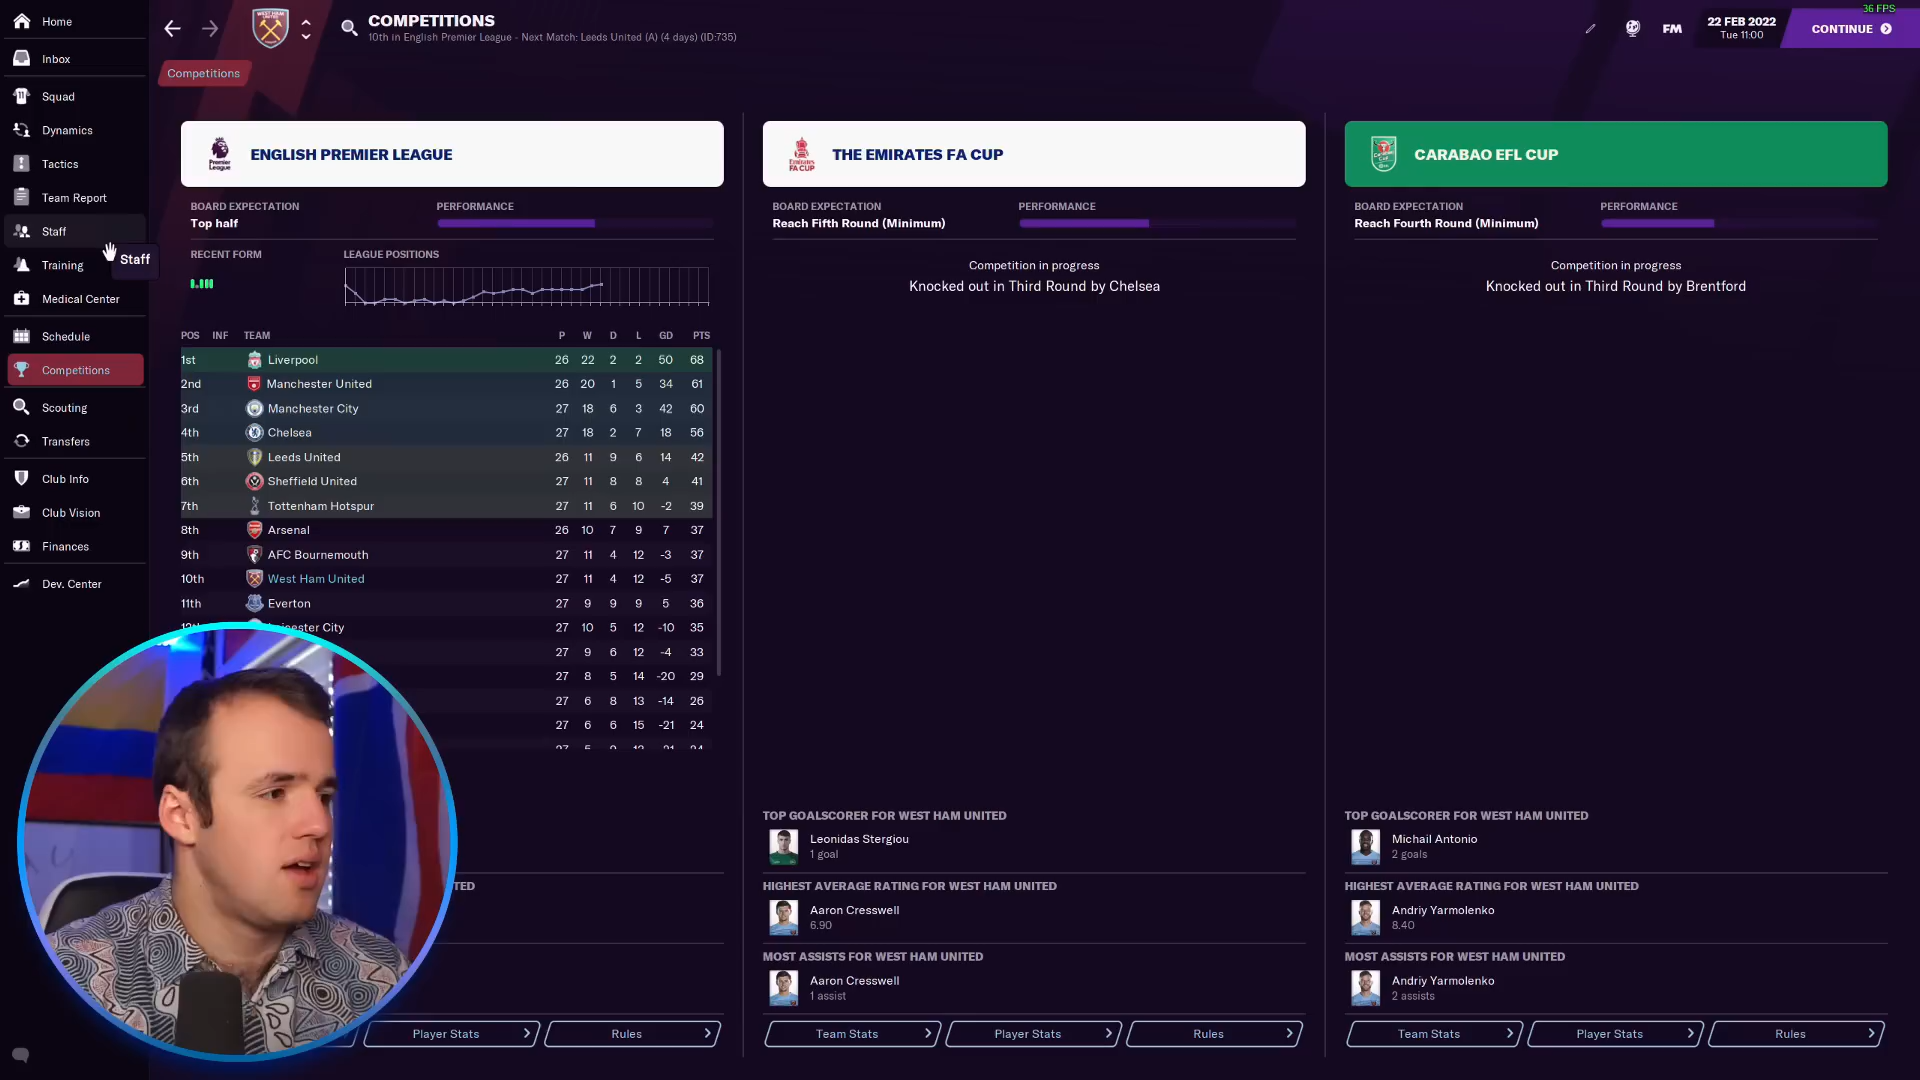 36 FPS
Home
Inbox
Squad
Dynamics
Tactics
Team Report
Staff
Staff
Training
Medical Center
Schedule
Competitions
Scouting
Transfers
Club Info
Club Vision
Finances
Dev. Center
COMPETITIONS
10th in English Premier League - Next Match: Leeds United (A) (4 days) (ID:735)
FM
22 FEB 2022
Tue 11:00
CONTINUE
Competitions
ENGLISH PREMIER LEAGUE
BOARD EXPECTATION PERFORMANCE
Top half
RECENT FORM LEAGUE POSITIONS
POS INF TEAM P W D L GD PTS
1st Liverpool 26 22 2 2 50 68
2nd Manchester United 26 20 1 5 34 61
3rd Manchester City 27 18 6 3 42 60
4th Chelsea 27 18 2 7 18 56
5th Leeds United 26 11 9 6 14 42
6th Sheffield United 27 11 8 8 4 41
7th Tottenham Hotspur 27 11 6 10 -2 39
8th Arsenal 26 10 7 9 7 37
9th AFC Bournemouth 27 11 4 12 -3 37
10th West Ham United 27 11 4 12 -5 37
11th Everton 27 9 9 9 5 36
City 27 10 5 12 -10 35
27 9 6 12 -4 33
27 8 5 14 -20 29
27 6 8 13 -14 26
27 6 6 15 -21 24
Player Stats Rules
THE EMIRATES FA CUP
BOARD EXPECTATION PERFORMANCE
Reach Fifth Round (Minimum)
Competition in progress
Knocked out in Third Round by Chelsea
TOP GOALSCORER FOR WEST HAM UNITED
Leonidas Stergiou
1 goal
HIGHEST AVERAGE RATING FOR WEST HAM UNITED
Aaron Cresswell
6.90
MOST ASSISTS FOR WEST HAM UNITED
Aaron Cresswell
1 assist
Team Stats Player Stats Rules
CARABAO EFL CUP
BOARD EXPECTATION PERFORMANCE
Reach Fourth Round (Minimum)
Competition in progress
Knocked out in Third Round by Brentford
TOP GOALSCORER FOR WEST HAM UNITED
Michail Antonio
2 goals
HIGHEST AVERAGE RATING FOR WEST HAM UNITED
Andriy Yarmolenko
8.40
MOST ASSISTS FOR WEST HAM UNITED
Andriy Yarmolenko
2 assists
Team Stats Player Stats Rules